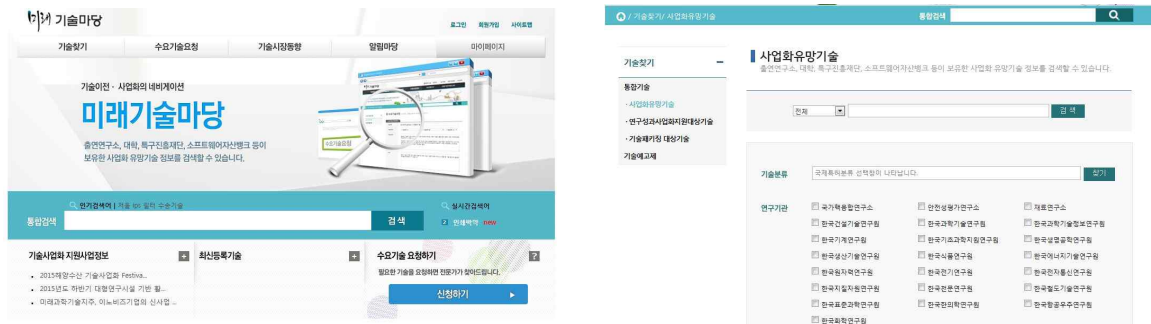 미래 기술마당
로그인 회원가입 사이트맵
기술찾기 수요기술요청 기술시장동향 알림마당 마이페이지
기술이전 · 사업화의 네비게이션
미래기술마당
출연연구소, 대학, 특구진흥재단, 소프트웨어자산뱅크 등이
보유한 사업화 유망기술 정보를 검색할 수 있습니다.
수요기술요청
인기검색어 |
실시간검색어
통합검색 검색
2 new
기술사업화 지원사업정보 + 최신등록기술 + 수요기술 요청하기 ?
필요한 기술을 요청하면 전문가가 찾아드립니다.
• 2015해양수산 기술사업화 Festiva..
• 2015년도 하반기 대형연구시설 기반 활..
• 미래과학기술지주, 이노비즈기업의 신사업 ..
신청하기
/ 기술찾기/ 사업화유망기술 통합검색
기술찾기
통합기술
· 사업화유망기술
· 연구성과사업화지원대상기술
· 기술패키징 대상기술
기술예고제
사업화유망기술
출연연구소, 대학, 특구진흥재단, 소프트웨어자산뱅크 등이 보유한 사업화 유망기술 정보를 검색할 수 있습니다.
전체 검색
기술분류 국제특허분류 선택창이 나타납니다. 찾기
연구기관 국가핵융합연구소 안전성평가연구소 재료연구소
한국건설기술연구원 한국과학기술연구원 한국과학기술정보연구원
한국기계연구원 한국기초과학지원연구원 한국생명공학연구원
한국생산기술연구원 한국식품연구원 한국에너지기술연구원
한국원자력연구원 한국전기연구원 한국전자통신연구원
한국지질자원연구원 한국천문연구원 한국철도기술연구원
한국표준과학연구원 한국한의학연구원 한국항공우주연구원
한국화학연구원